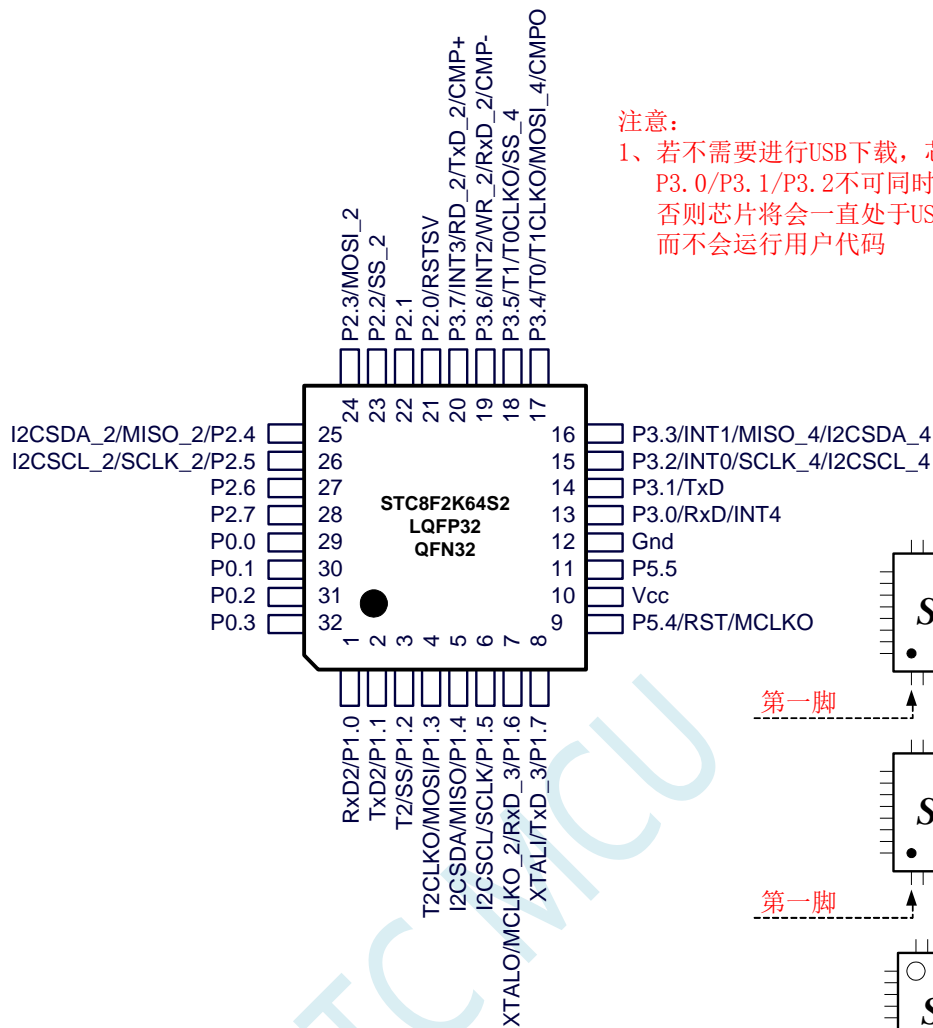 P2.3/MOSI_2
P2.2/SS_2
P2.1
P2.0/RSTSV
P3.7/INT3/RD_2/TxD_2/CMP+
P3.6/INT2/WR_2/RxD_2/CMP-
P3.5/T1/T0CLKO/SS_4
P3.4/T0/T1CLKO/MOSI_4/CMPO
注意:
1、若不需要进行USB下载,
P3.0/P3.1/P3.2不可同时
否则芯片将会一直处于US
而不会运行用户代码
24 23 22 21 20 19 18 17
I2CSDA_2/MISO_2/P2.4 25
I2CSCL_2/SCLK_2/P2.5 26
P2.6 27
P2.7 28
P0.0 29
P0.1 30
P0.2 31
P0.3 32
STC8F2K64S2
LQFP32
QFN32
16 P3.3/INT1/MISO_4/I2CSDA_4
15 P3.2/INT0/SCLK_4/I2CSCL_4
14 P3.1/TxD
13 P3.0/RxD/INT4
12 Gnd
11 P5.5
10 Vcc
9 P5.4/RST/MCLKO
1 2 3 4 5 6 7 8
RxD2/P1.0
TxD2/P1.1
T2/SS/P1.2
T2CLKO/MOSI/P1.3
I2CSDA/MISO/P1.4
I2CSCL/SCLK/P1.5
XTALO/MCLKO_2/RxD_3/P1.6
XTALI/TxD_3/P1.7
S
第一脚
S
第一脚
S
STC MCU